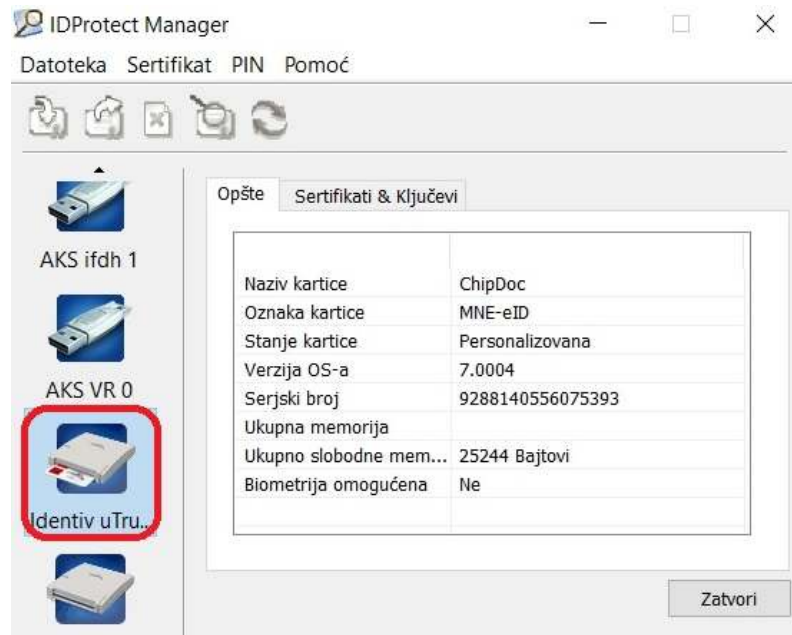 IDProtect Manager
Datoteka Sertifikat PIN Pomoć
AKS ifdh 1
AKS VR 0
Identiv uTru...
Opšte Sertifikati & Ključevi
Naziv kartice ChipDoc
Oznaka kartice MNE-eID
Stanje kartice Personalizovana
Verzija OS-a 7.0004
Serjski broj 9288140556075393
Ukupna memorija
Ukupno slobodne mem... 25244 Bajtovi
Biometrija omogućena Ne
Zatvori